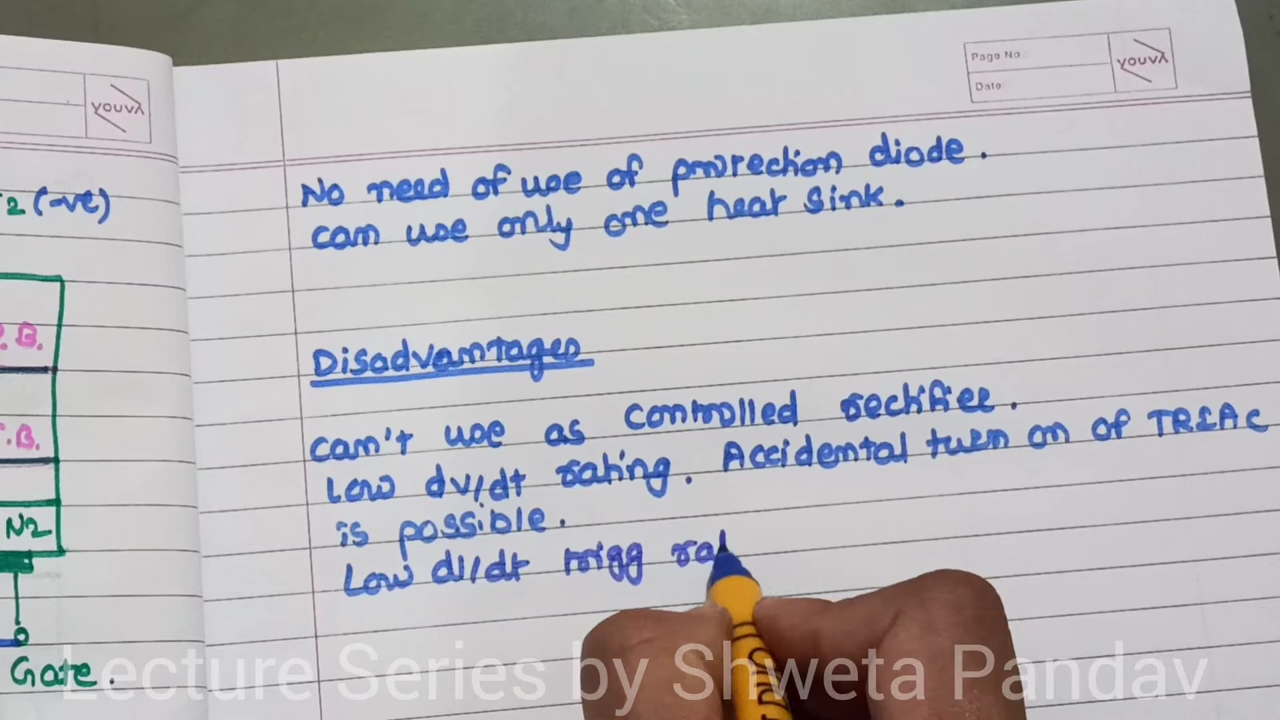 YOUVA
2 (-ve)
.B.
.B.
N2
Gate.
Page No
Date:
YOUVA
No need of use of protection diode.
can use only one heat sink.
Disadvantages
can't use as controlled rectifier.
Low dv/dt rating. Accidental turn on of TRIAC
is possible.
Low dI/dt trigg ra
Lecture Series by Shweta Pandav